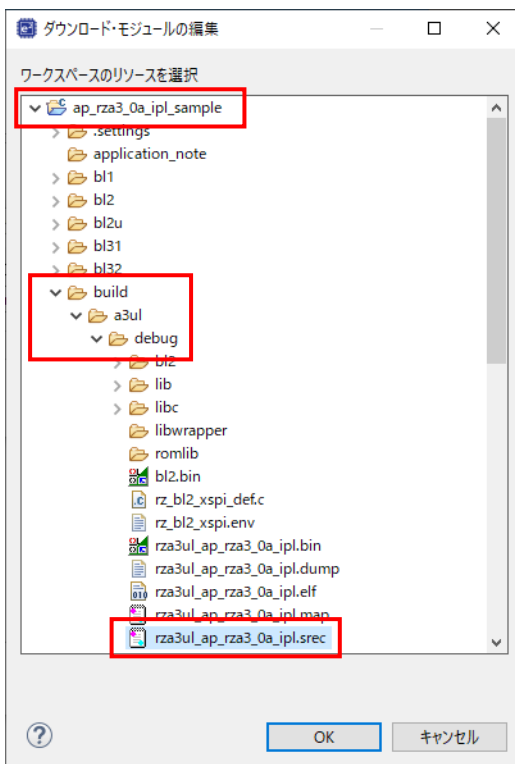 ダウンロード・モジュールの編集
ワークスペースのリソースを選択
ap_rza3_0a_ipl_sample
.settings
application_note
bl1
bl2
bl2u
bl31
bl32
build
a3ul
debug
bl2
lib
libc
libwrapper
romlib
bl2.bin
rz_bl2_xspi_def.c
rz_bl2_xspi.env
rza3ul_ap_rza3_0a_ipl.bin
rza3ul_ap_rza3_0a_ipl.dump
rza3ul_ap_rza3_0a_ipl.elf
rza3ul_ap_rza3_0a_ipl.map
rza3ul_ap_rza3_0a_ipl.srec
OK
キャンセル